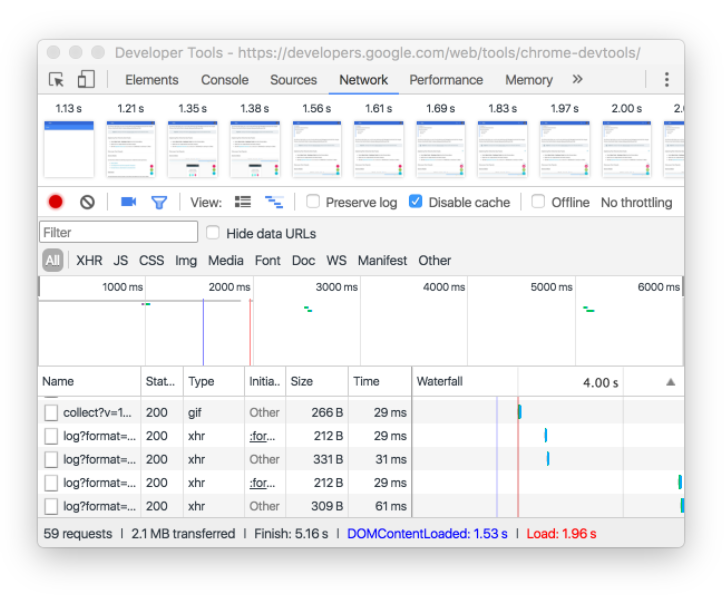 Developer Tools - https://developers.google.com/web/tools/chrome-devtools/
Elements Console Sources Network Performance Memory »
1.13 s 1.21 s 1.35 s 1.38 s 1.56 s 1.61 s 1.69 s 1.83 s 1.97 s 2.00 s
View: Preserve log Disable cache Offline No throttling
Filter Hide data URLs
All XHR JS CSS Img Media Font Doc WS Manifest Other
1000 ms 2000 ms 3000 ms 4000 ms 5000 ms 6000 ms
Name Stat... Type Initia... Size Time Waterfall 4.00 s
collect?v=1... 200 gif Other 266 B 29 ms
log?format=... 200 xhr :for... 212 B 29 ms
log?format=... 200 xhr Other 331 B 31 ms
log?format=... 200 xhr :for... 212 B 29 ms
log?format=... 200 xhr Other 309 B 61 ms
59 requests | 2.1 MB transferred | Finish: 5.16 s | DOMContentLoaded: 1.53 s | Load: 1.96 s